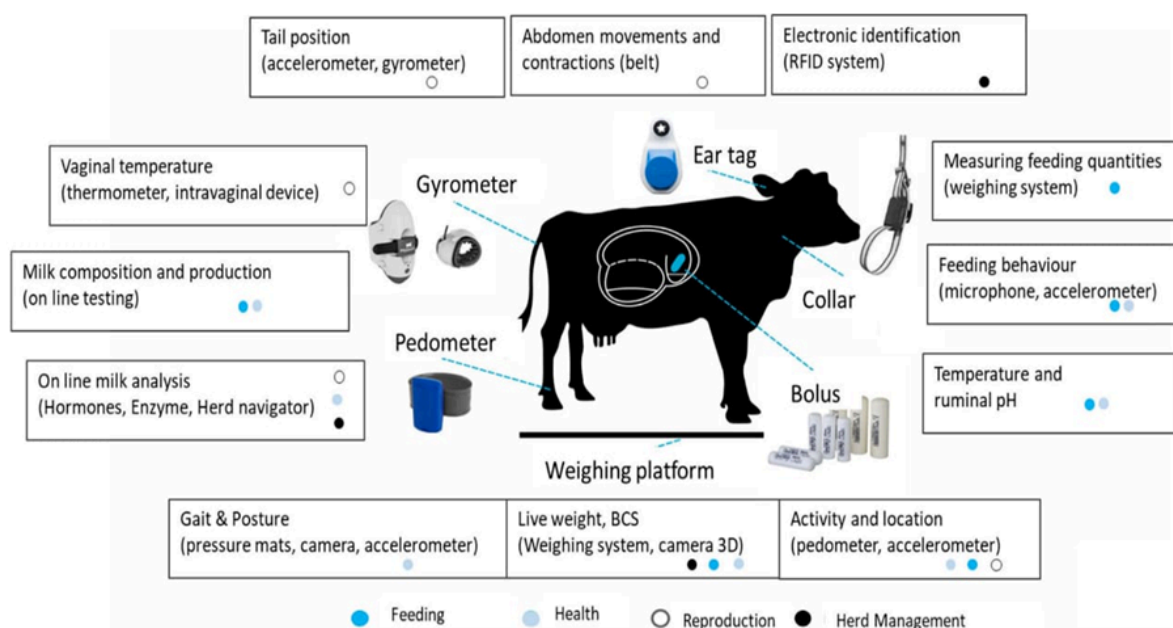 Tail position
(accelerometer, gyrometer)
Abdomen movements and
contractions (belt)
Electronic identification
(RFID system)
Vaginal temperature
(thermometer, intravaginal device)
Gyrometer
Ear tag
Measuring feeding quantities
(weighing system)
Milk composition and production
(on line testing)
Collar
Feeding behaviour
(microphone, accelerometer)
Pedometer
On line milk analysis
(Hormones, Enzyme, Herd navigator)
Bolus
Temperature and
ruminal pH
Weighing platform
Gait & Posture
(pressure mats, camera, accelerometer)
Live weight, BCS
(Weighing system, camera 3D)
Activity and location
(pedometer, accelerometer)
Feeding
Health
Reproduction
Herd Management